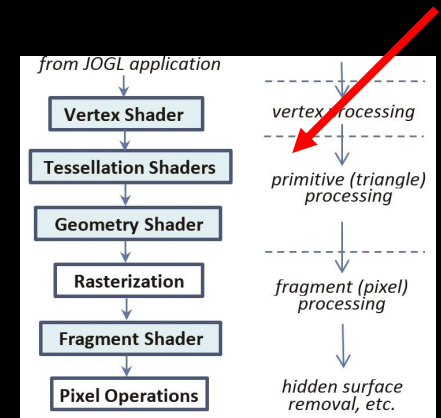 from JOGL application
Vertex Shader
vertex processing
Tessellation Shaders
primitive (triangle)
processing
Geometry Shader
Rasterization
fragment (pixel)
processing
Fragment Shader
Pixel Operations
hidden surface
removal, etc.